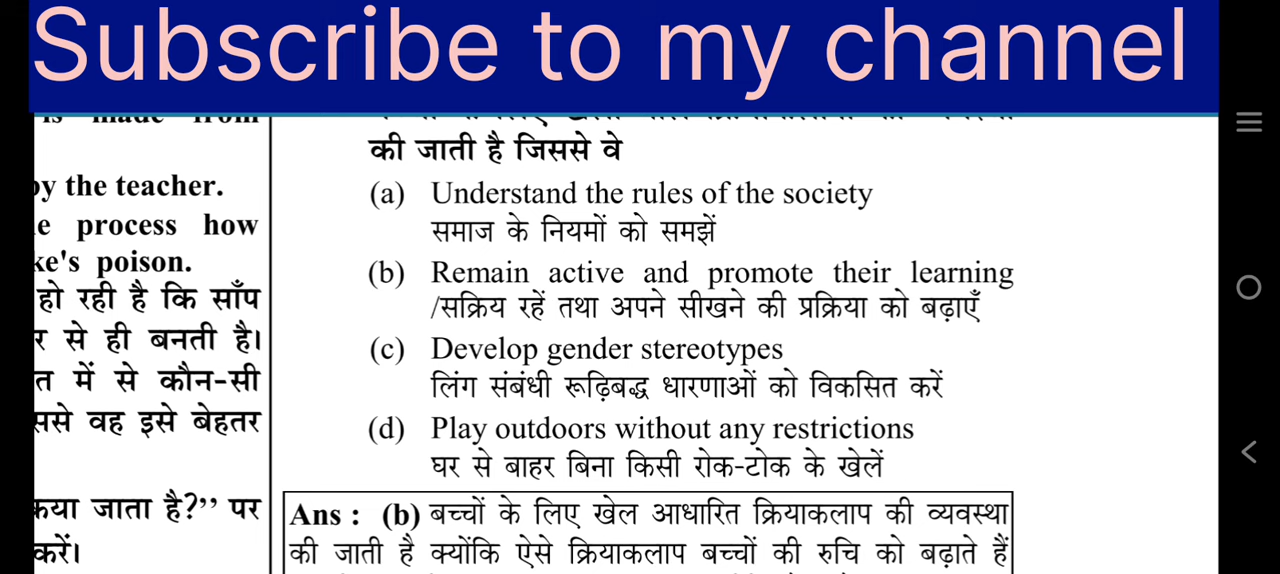 Subscribe to my channel
is made from
by the teacher.
process how
ke's poison.
हो रही है कि साँप
र से ही बनती है।
त में से कौन-सी
ससे वह इसे बेहतर
कया जाता है?” पर
करें।
की जाती है जिससे वे
(a) Understand the rules of the society
समाज के नियमों को समझें
(b) Remain active and promote their learning
/सक्रिय रहें तथा अपने सीखने की प्रक्रिया को बढ़ाएँ
(c) Develop gender stereotypes
लिंग संबंधी रूढ़िबद्ध धारणाओं को विकसित करें
(d) Play outdoors without any restrictions
घर से बाहर बिना किसी रोक-टोक के खेलें
Ans : (b) बच्चों के लिए खेल आधारित क्रियाकलाप की व्यवस्था
की जाती है क्योंकि ऐसे क्रियाकलाप बच्चों की रुचि को बढ़ाते हैं